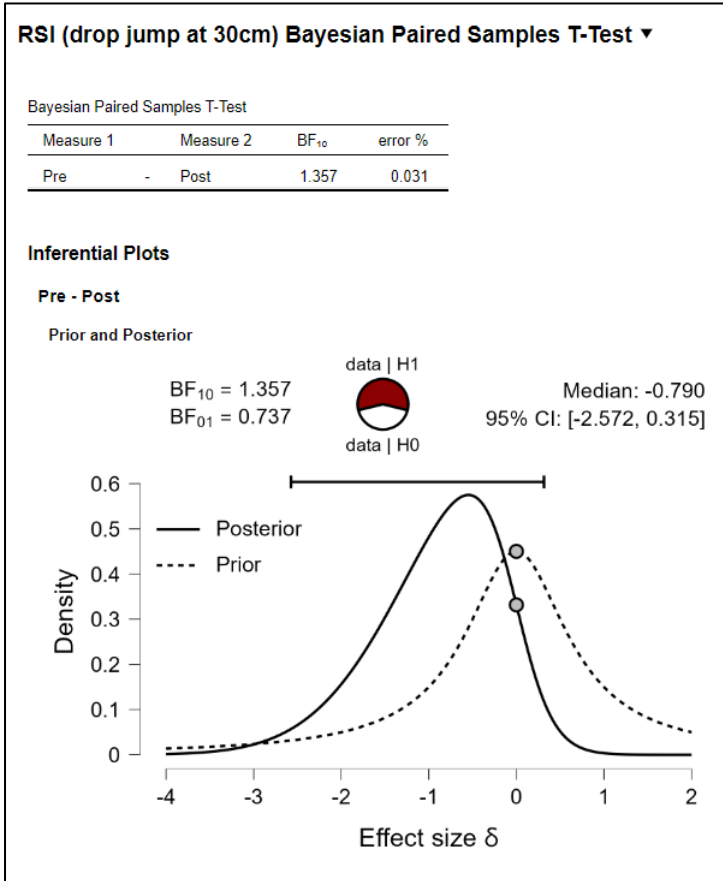 RSI (drop jump at 30cm) Bayesian Paired Samples T-Test ▼
Bayesian Paired Samples T-Test
Measure 1 Measure 2 BF₁₀ error %
Pre - Post 1.357 0.031
Inferential Plots
Pre - Post
Prior and Posterior
data | H1
BF₁₀ = 1.357
BF₀₁ = 0.737
Median: -0.790
95% CI: [-2.572, 0.315]
data | H0
Posterior
Prior
Density
0.6
0.5
0.4
0.3
0.2
0.1
0
-4 -3 -2 -1 0 1 2
Effect size δ